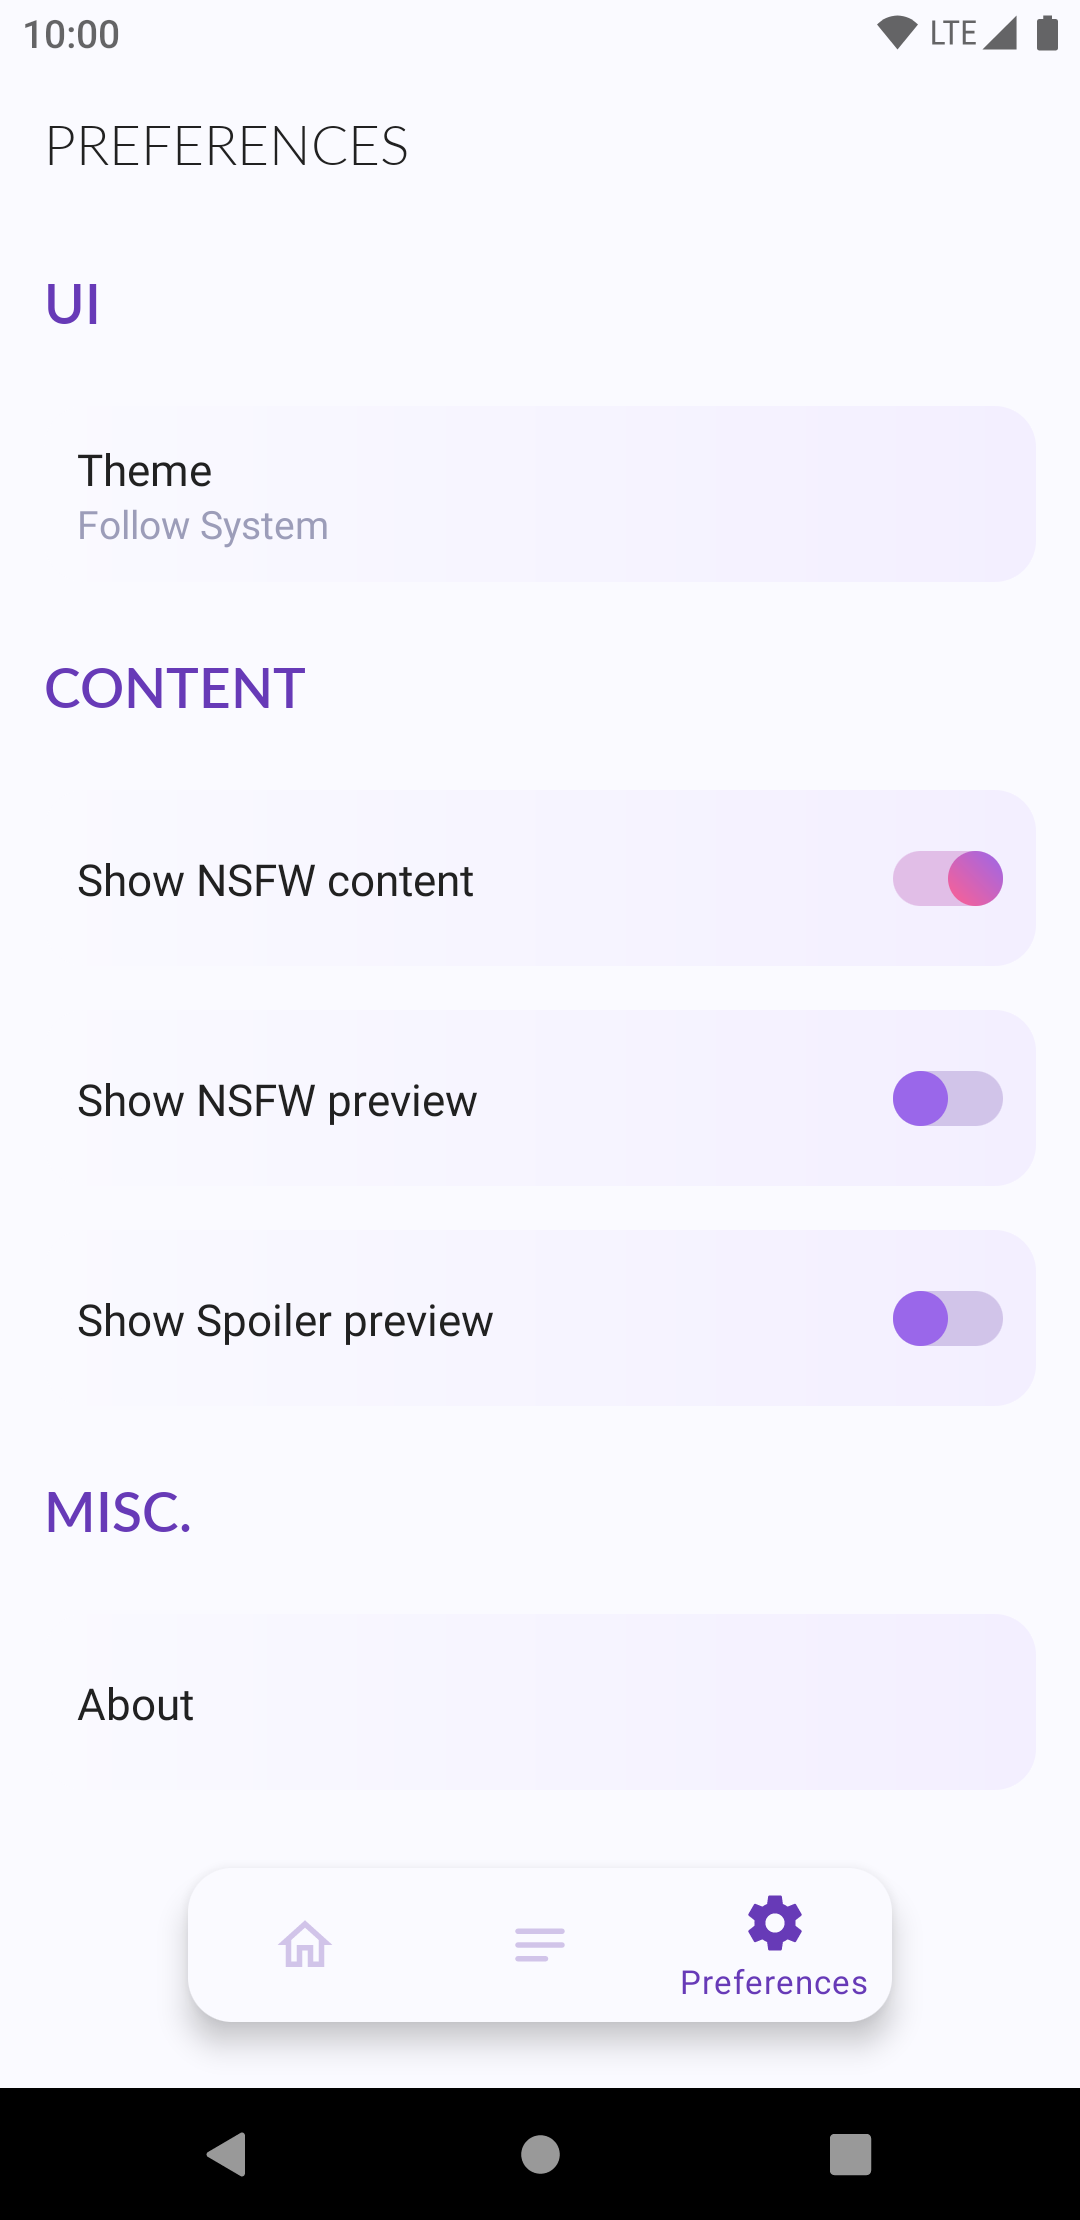 10:00 LTE
PREFERENCES
UI
Theme
Follow System
CONTENT
Show NSFW content
Show NSFW preview
Show Spoiler preview
MISC.
About
Preferences